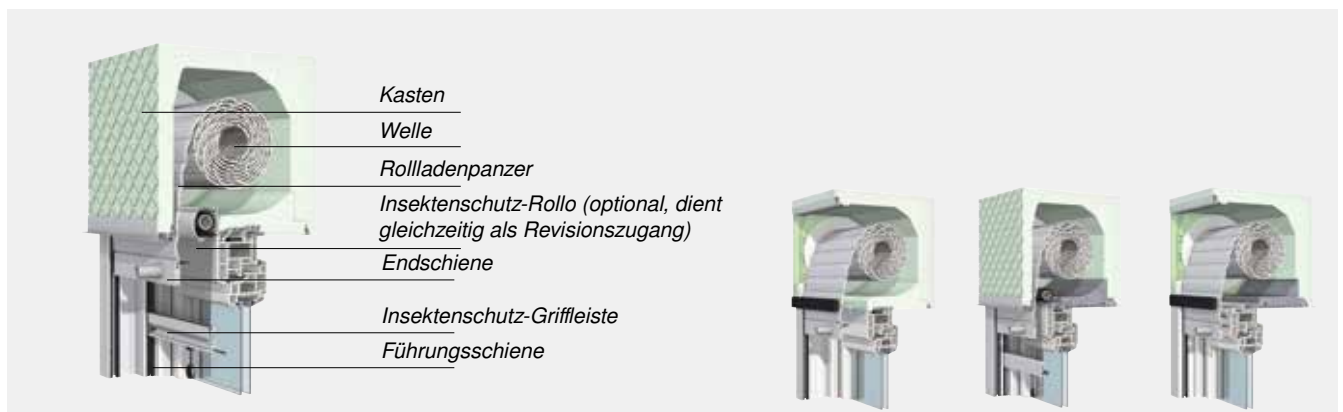 Kasten
Welle
Rollladenpanzer
Insektenschutz-Rollo (optional, dient
gleichzeitig als Revisionszugang)
Endschiene
Insektenschutz-Griffleiste
Führungsschiene